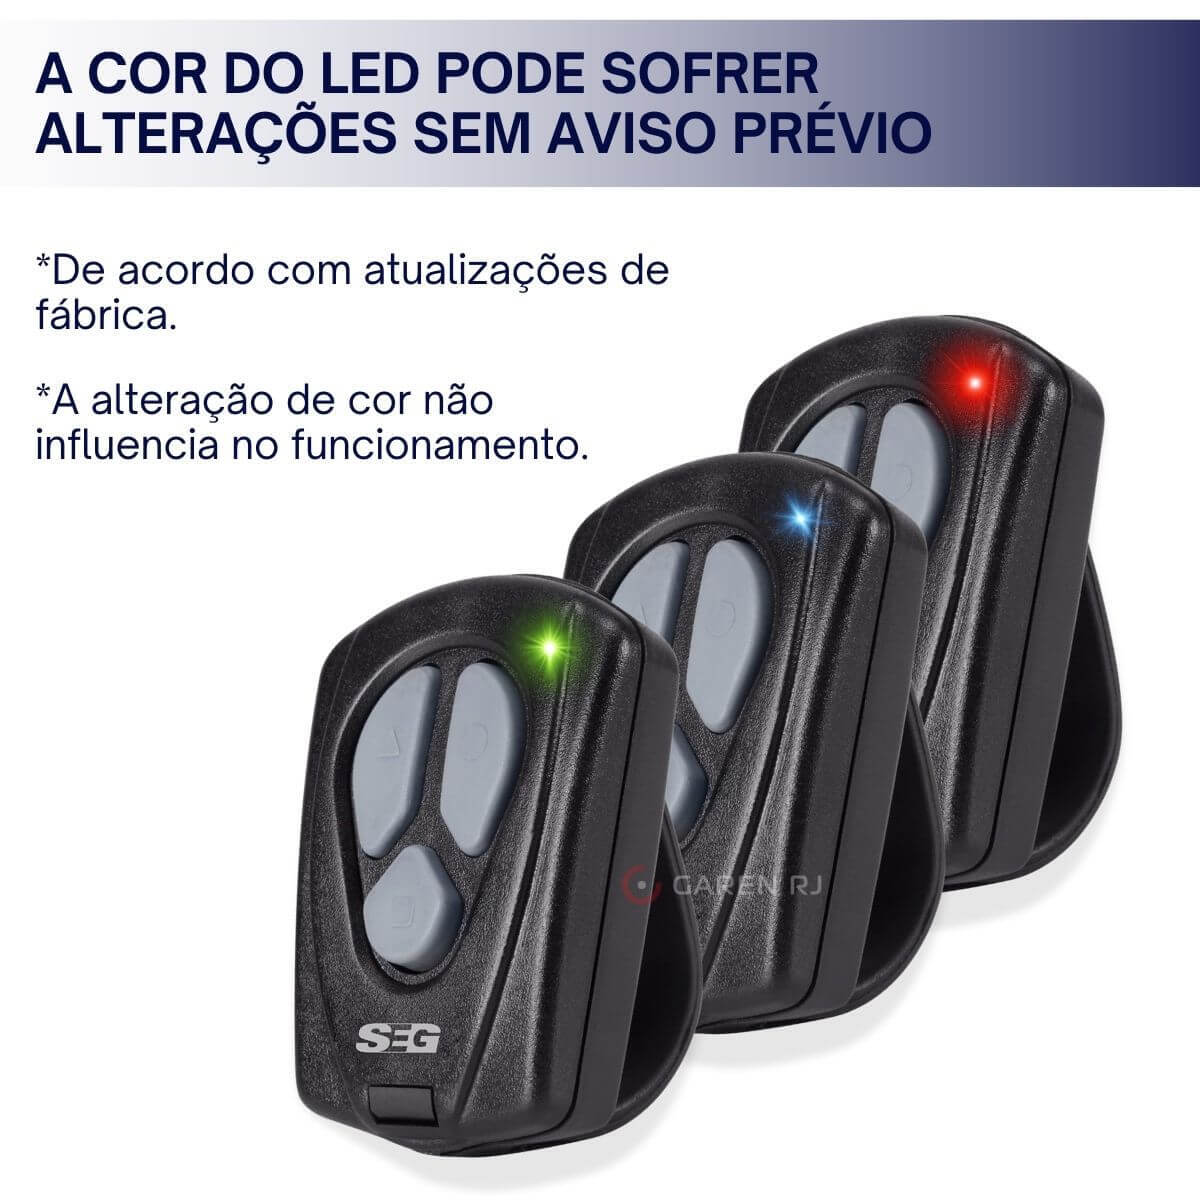 A COR DO LED PODE SOFRER
ALTERAÇÕES SEM AVISO PRÉVIO
*De acordo com atualizações de
fábrica.
*A alteração de cor não
influencia no funcionamento.
GAREN RJ
SEG